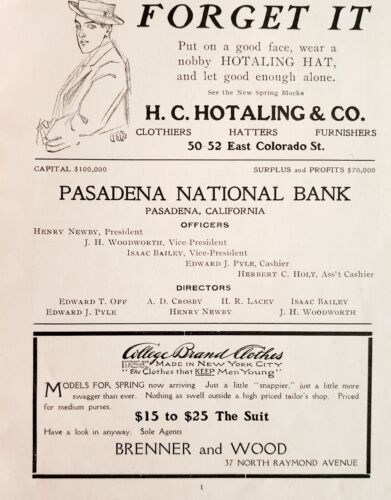 FORGET IT
Put on a good face, wear a
nobby HOTALING HAT,
and let good enough alone.
See the New Spring Blocks
H. C. HOTALING & CO.
CLOTHIERS HATTERS FURNISHERS
50-52 East Colorado St.
CAPITAL $100,000 SURPLUS and PROFITS $70,000
PASADENA NATIONAL BANK
PASADENA, CALIFORNIA
OFFICERS
HENRY NEWBY, President
J. H. WOODWORTH, Vice-President
ISAAC BAILEY, Vice-President
EDWARD J. PYLE, Cashier
HERBERT C. HOLT, Ass't Cashier
DIRECTORS
EDWARD T. OFF A. D. CROSBY H. R. LACEY ISAAC BAILEY
EDWARD J. PYLE HENRY NEWBY J. H. WOODWORTH
College Brand Clothes
MADE IN NEW YORK CITY
"The Clothes that KEEP Men Young"
MODELS FOR SPRING now arriving. Just a little "snappier," just a little more
swagger than ever. Nothing as swell outside a high priced tailor's shop. Priced
for medium purses.
$15 to $25 The Suit
Have a look in anyway. Sole Agents
BRENNER and WOOD
37 NORTH RAYMOND AVENUE
1